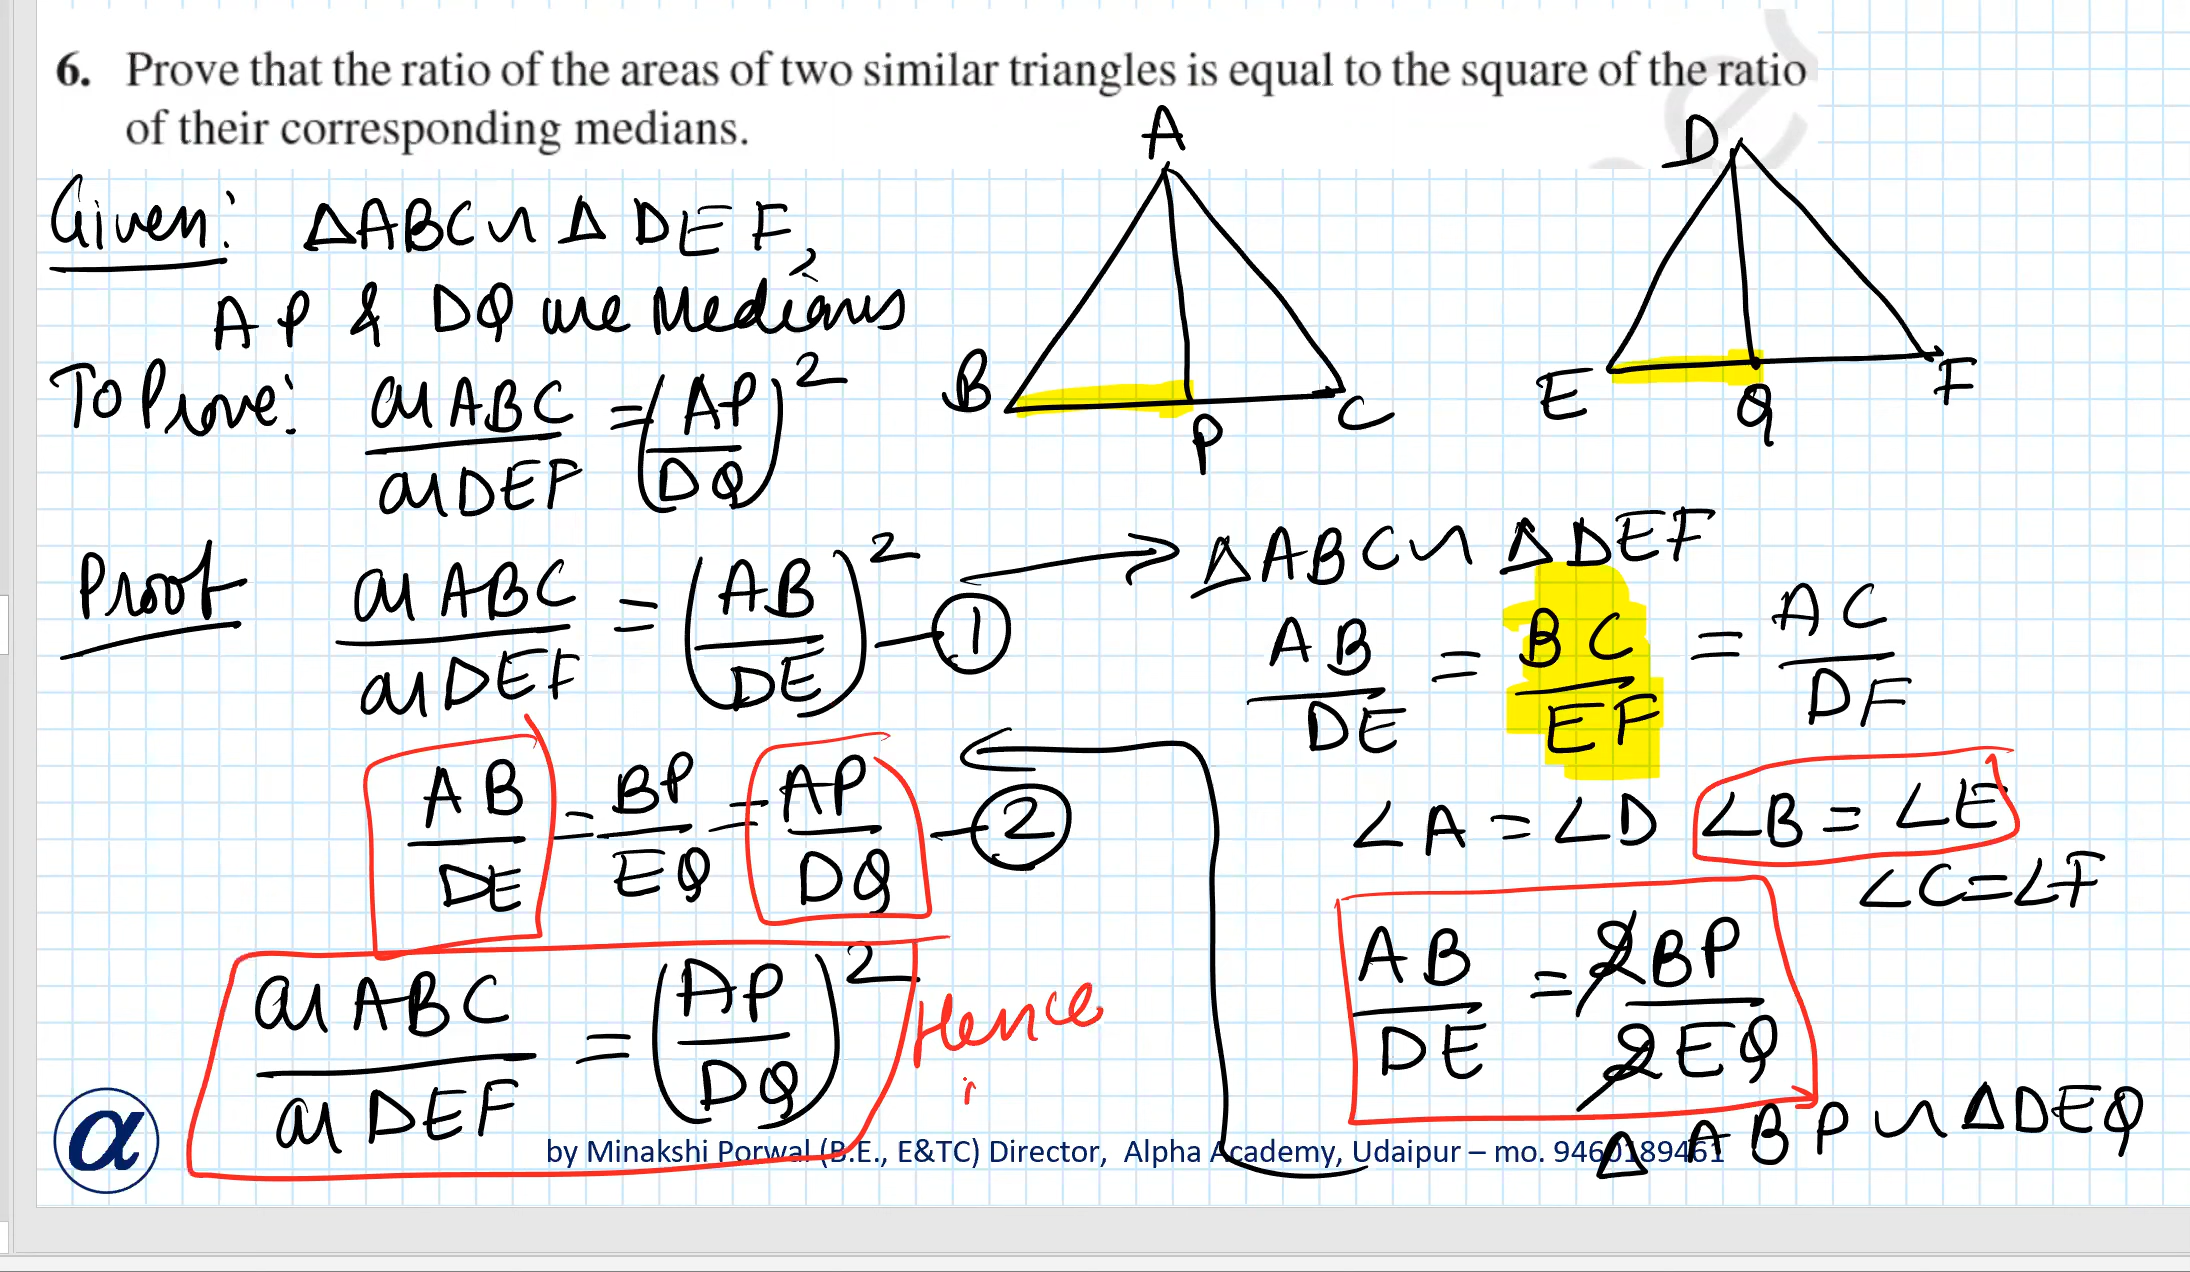 6. Prove that the ratio of the areas of two similar triangles is equal to the square of the ratio
of their corresponding medians.
A
D
B
P
C
E
Q
F
Given: ΔABC ~ ΔDEF,
AP & DQ are Medians
To Prove: ar ABC / ar DEF = (AP/DQ)²
Proof ar ABC / ar DEF = (AB/DE)² — ①
AB/DE = BP/EQ = AP/DQ — ②
ar ABC / ar DEF = (AP/DQ)² Hence
→ ΔABC ~ ΔDEF
AB/DE = BC/EF = AC/DF
∠A = ∠D ∠B = ∠E
∠C = ∠F
AB/DE = 2BP/2EQ
ΔABP ~ ΔDEQ
α
by Minakshi Porwal (B.E., E&TC) Director, Alpha Academy, Udaipur – mo. 9460189461